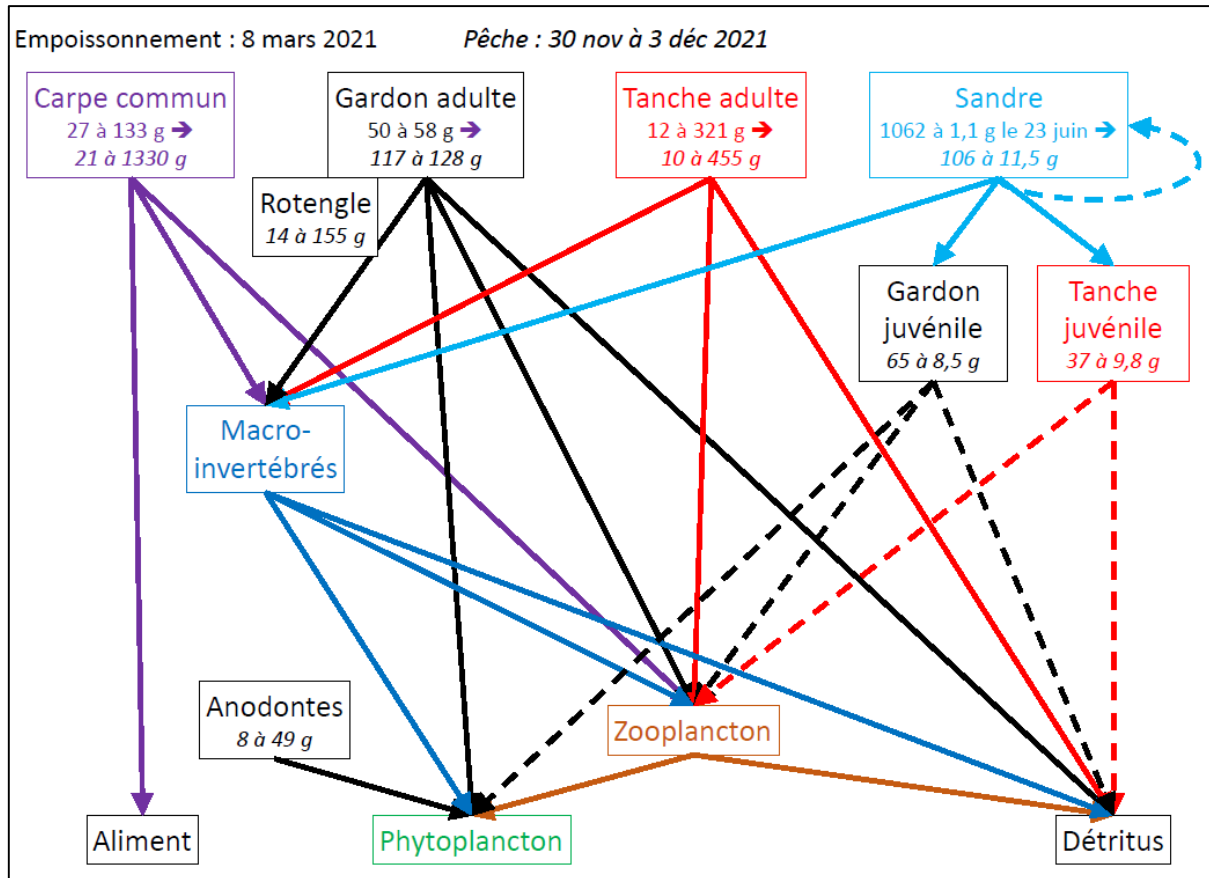 Empoissonnement : 8 mars 2021
Pêche : 30 nov à 3 déc 2021
Carpe commun
27 à 133 g ➔
21 à 1330 g
Gardon adulte
50 à 58 g ➔
117 à 128 g
Tanche adulte
12 à 321 g ➔
10 à 455 g
Sandre
1062 à 1,1 g le 23 juin ➔
106 à 11,5 g
Rotengle
14 à 155 g
Gardon
juvénile
65 à 8,5 g
Tanche
juvénile
37 à 9,8 g
Macro-
invertébrés
Anodontes
8 à 49 g
Zooplancton
Aliment
Phytoplancton
Détritus